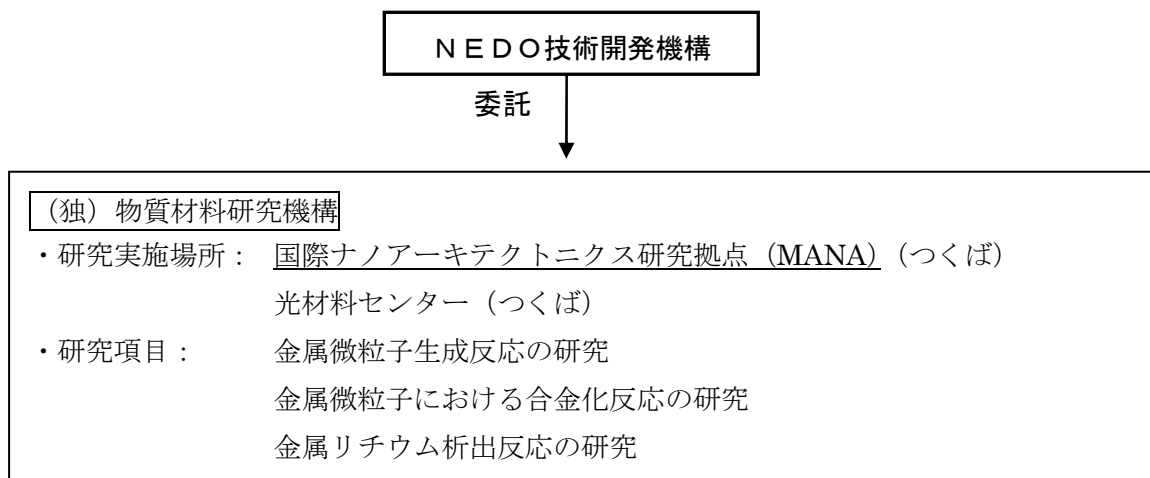 ＮＥＤＯ技術開発機構
委託
（独）物質材料研究機構
・研究実施場所： 国際ナノアーキテクトニクス研究拠点（MANA）（つくば）
光材料センター（つくば）
・研究項目： 金属微粒子生成反応の研究
金属微粒子における合金化反応の研究
金属リチウム析出反応の研究